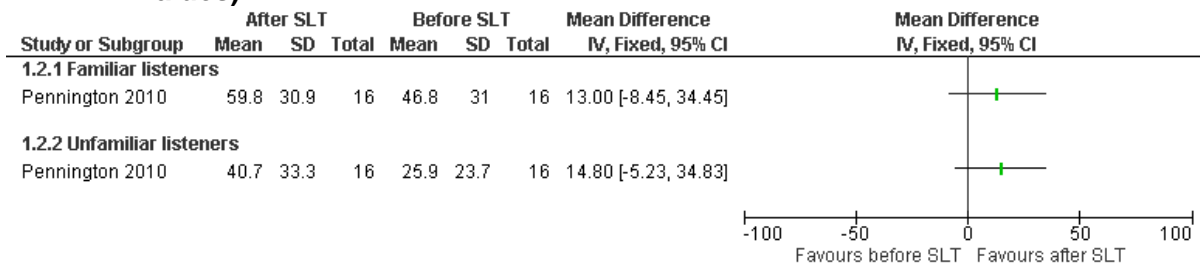 After SLT Before SLT Mean Difference Mean Difference
Study or Subgroup Mean SD Total Mean SD Total IV, Fixed, 95% CI IV, Fixed, 95% CI
1.2.1 Familiar listeners
Pennington 2010 59.8 30.9 16 46.8 31 16 13.00 [-8.45, 34.45]
1.2.2 Unfamiliar listeners
Pennington 2010 40.7 33.3 16 25.9 23.7 16 14.80 [-5.23, 34.83]
-100 -50 0 50 100
Favours before SLT Favours after SLT